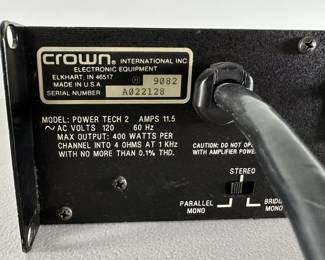 crown® INTERNATIONAL INC
ELECTRONIC EQUIPMENT
ELKHART, IN 46517
MADE IN U.S.A. 9082
SERIAL NUMBER A022128
MODEL: POWER TECH 2 AMPS 11.5
~ AC VOLTS 120 60 Hz
MAX OUTPUT: 400 WATTS PER
CHANNEL INTO 4 OHMS AT 1 KHz
WITH NO MORE THAN 0.1% THD.
CAUTION: DO NOT OP
WITH AMPLIFIER POWER
STEREO
PARALLEL
MONO
BRID
MONO